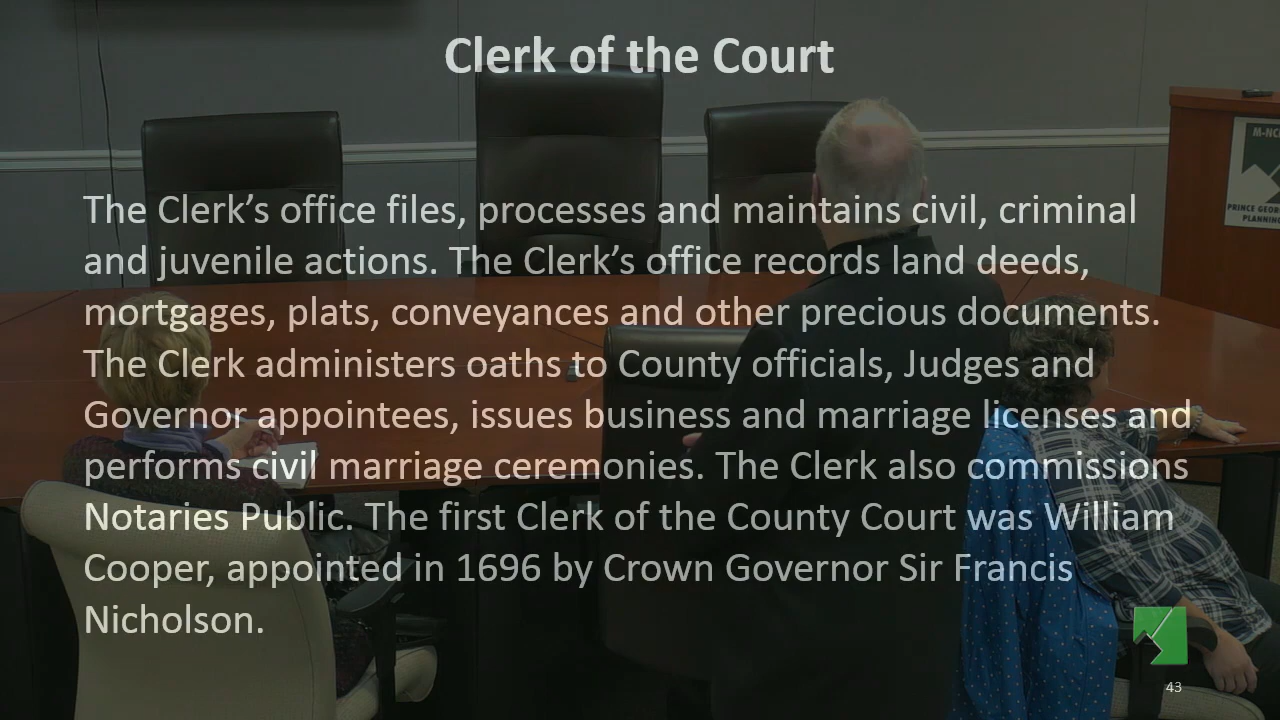 Clerk of the Court
M-NC
The Clerk’s office files, processes and maintains civil, criminal
and juvenile actions. The Clerk’s office records land deeds,
mortgages, plats, conveyances and other precious documents.
The Clerk administers oaths to County officials, Judges and
Governor appointees, issues business and marriage licenses and
performs civil marriage ceremonies. The Clerk also commissions
Notaries Public. The first Clerk of the County Court was William
Cooper, appointed in 1696 by Crown Governor Sir Francis
Nicholson.
PRINCE GEOR
PLANNING
43